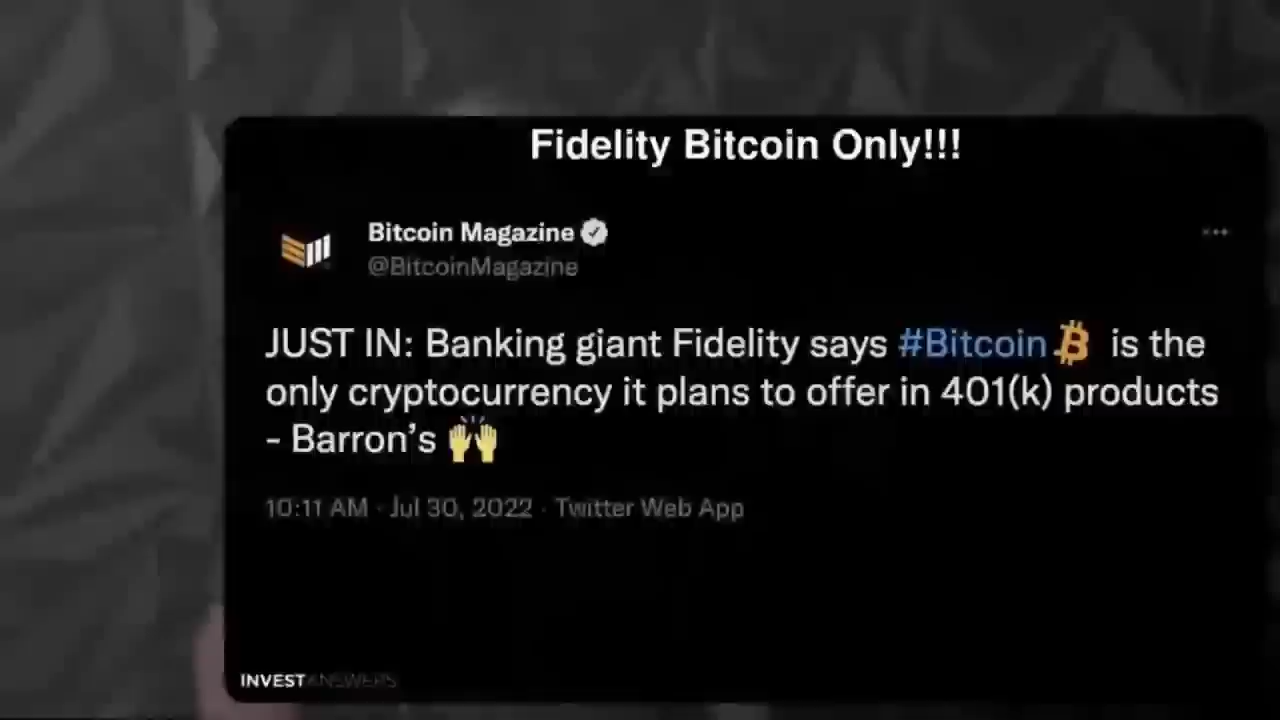 Fidelity Bitcoin Only!!!
Bitcoin Magazine
@BitcoinMagazine
JUST IN: Banking giant Fidelity says #Bitcoin is the
only cryptocurrency it plans to offer in 401(k) products
- Barron’s 🙌
10:11 AM · Jul 30, 2022 · Twitter Web App
INVESTANSWERS